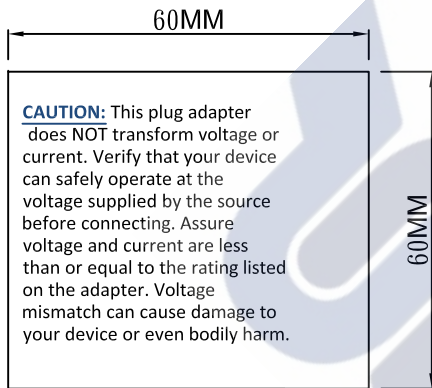 60MM
CAUTION: This plug adapter
does NOT transform voltage or
current. Verify that your device
can safely operate at the
voltage supplied by the source
before connecting. Assure
voltage and current are less
than or equal to the rating listed
on the adapter. Voltage
mismatch can cause damage to
your device or even bodily harm.
60MM